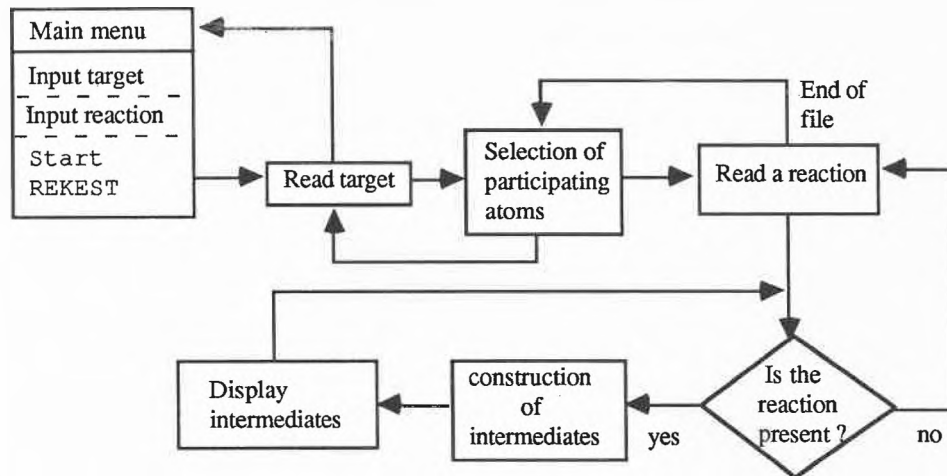 Main menu
Input target
Input reaction
Start
REKEST
Read target
Selection of
participating
atoms
End of
file
Read a reaction
Display
intermediates
construction
of
intermediates
yes
Is the
reaction
present ?
no